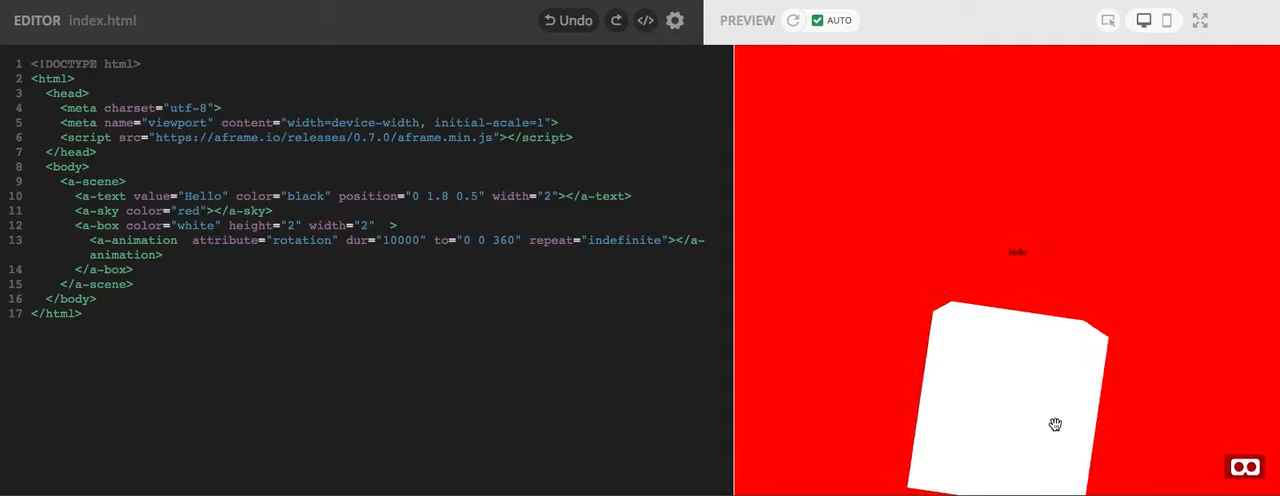 EDITOR index.html
Undo
</>
PREVIEW
AUTO
1 <!DOCTYPE html>
2 <html>
3 <head>
4 <meta charset="utf-8">
5 <meta name="viewport" content="width=device-width, initial-scale=1">
6 <script src="https://aframe.io/releases/0.7.0/aframe.min.js"></script>
7 </head>
8 <body>
9 <a-scene>
10 <a-text value="Hello" color="black" position="0 1.8 0.5" width="2"></a-text>
11 <a-sky color="red"></a-sky>
12 <a-box color="white" height="2" width="2"  >
13 <a-animation  attribute="rotation" dur="10000" to="0 0 360" repeat="indefinite"></a-
animation>
14 </a-box>
15 </a-scene>
16 </body>
17 </html>
Hello